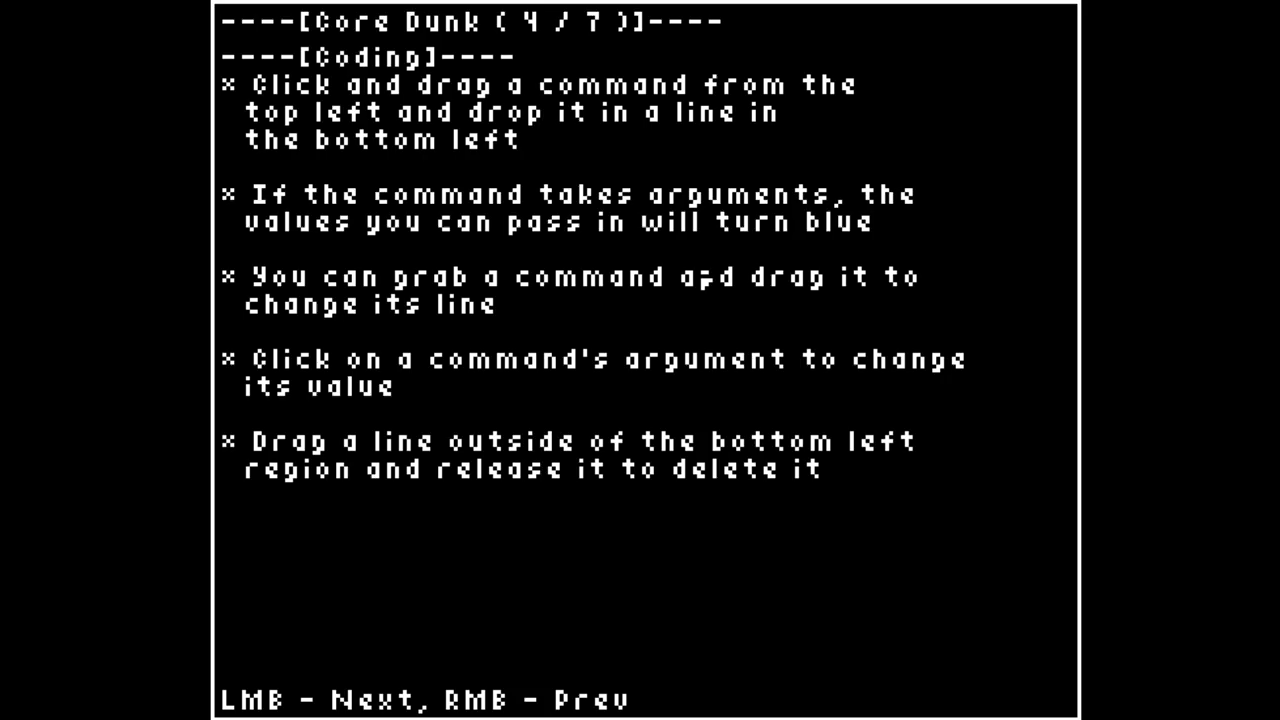 ----[Core Dunk ( 4 / 7 )]----
----[Coding]----
× Click and drag a command from the
top left and drop it in a line in
the bottom left
× If the command takes arguments, the
values you can pass in will turn blue
× You can grab a command and drag it to
change its line
× Click on a command's argument to change
its value
× Drag a line outside of the bottom left
region and release it to delete it
LMB - Next, RMB - Prev